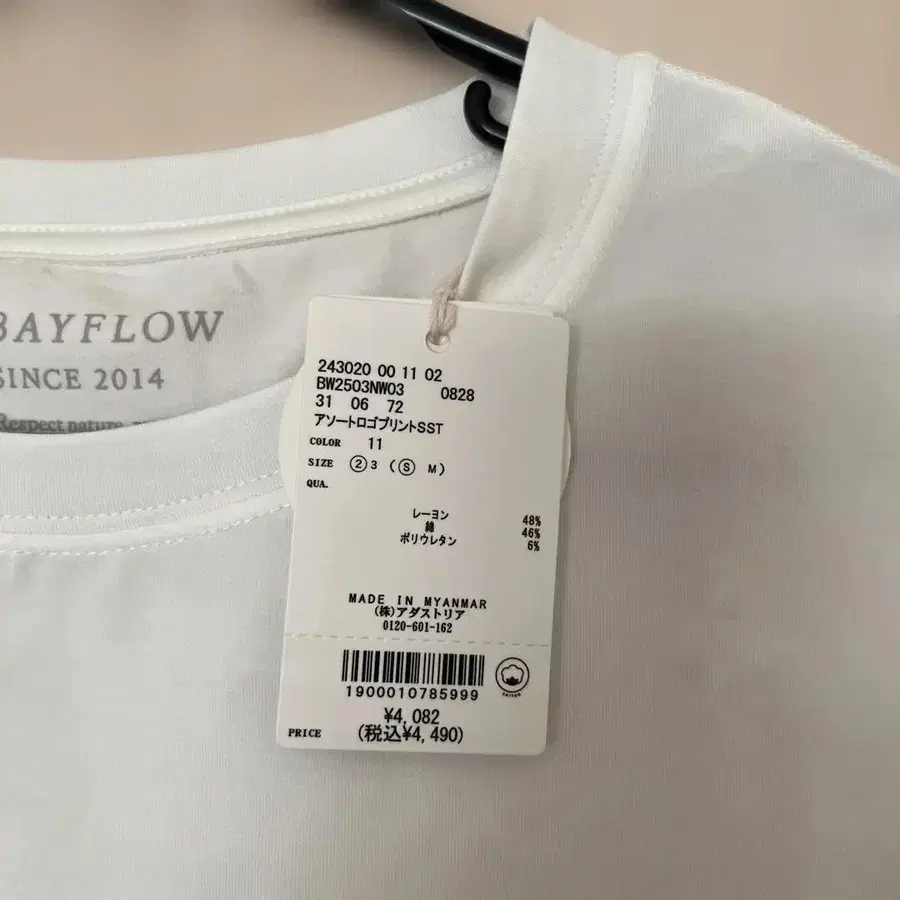 BAYFLOW
SINCE 2014
Respect nature,
243020 00 11 02
BW2503NW03 0828
31 06 72
アソートロゴプリントSST
COLOR 11
SIZE ②3 (Ⓢ M)
QUA.
レーヨン 48%
綿 46%
ポリウレタン 6%
MADE IN MYANMAR
(株)アダストリア
0120-601-162
1900010785999
¥4,082
PRICE (税込¥4,490)